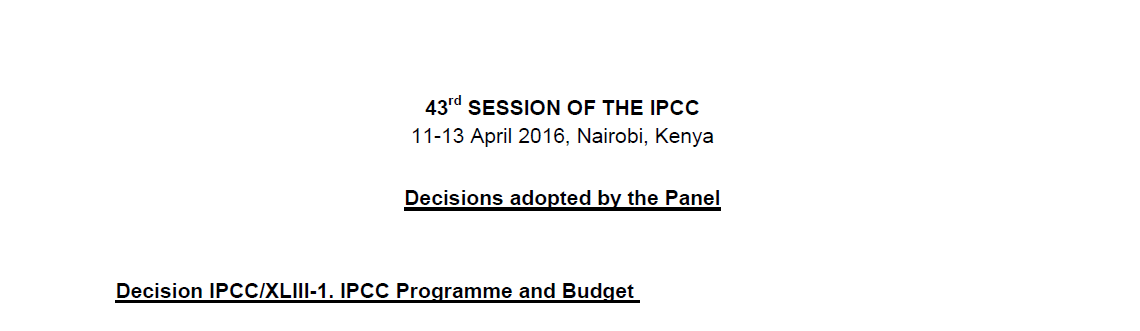 43rd SESSION OF THE IPCC
11-13 April 2016, Nairobi, Kenya
Decisions adopted by the Panel
Decision IPCC/XLIII-1. IPCC Programme and Budget